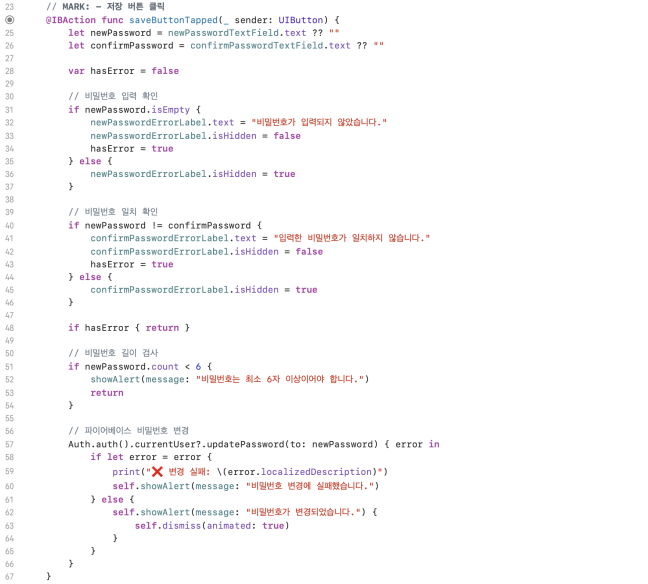 23 // MARK: - 저장 버튼 클릭
@IBAction func saveButtonTapped(_ sender: UIButton) {
25 let newPassword = newPasswordTextField.text ?? ""
26 let confirmPassword = confirmPasswordTextField.text ?? ""
27
28 var hasError = false
29
30 // 비밀번호 입력 확인
31 if newPassword.isEmpty {
32 newPasswordErrorLabel.text = "비밀번호가 입력되지 않았습니다."
33 newPasswordErrorLabel.isHidden = false
34 hasError = true
35 } else {
36 newPasswordErrorLabel.isHidden = true
37 }
38
39 // 비밀번호 일치 확인
40 if newPassword != confirmPassword {
41 confirmPasswordErrorLabel.text = "입력한 비밀번호가 일치하지 않습니다."
42 confirmPasswordErrorLabel.isHidden = false
43 hasError = true
44 } else {
45 confirmPasswordErrorLabel.isHidden = true
46 }
47
48 if hasError { return }
49
50 // 비밀번호 길이 검사
51 if newPassword.count < 6 {
52 showAlert(message: "비밀번호는 최소 6자 이상이어야 합니다.")
53 return
54 }
55
56 // 파이어베이스 비밀번호 변경
57 Auth.auth().currentUser?.updatePassword(to: newPassword) { error in
58 if let error = error {
59 print("❌ 변경 실패: \(error.localizedDescription)")
60 self.showAlert(message: "비밀번호 변경에 실패했습니다.")
61 } else {
62 self.showAlert(message: "비밀번호가 변경되었습니다.") {
63 self.dismiss(animated: true)
64 }
65 }
66 }
67 }